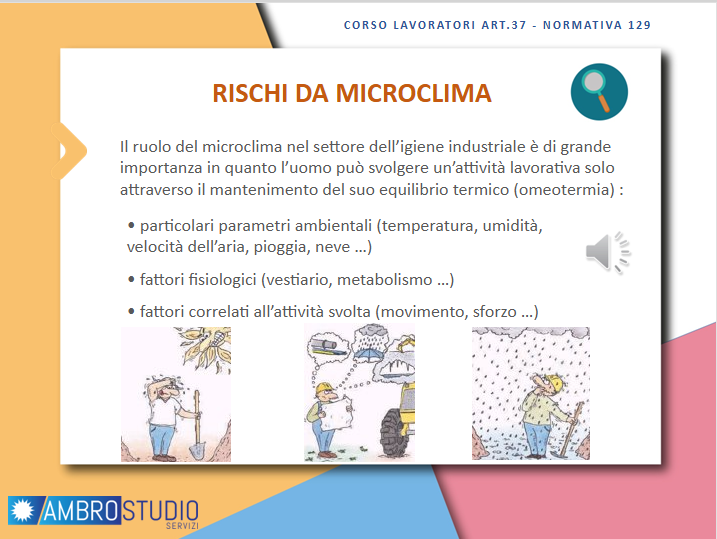 CORSO LAVORATORI ART.37 - NORMATIVA 129
RISCHI DA MICROCLIMA
Il ruolo del microclima nel settore dell’igiene industriale è di grande
importanza in quanto l’uomo può svolgere un’attività lavorativa solo
attraverso il mantenimento del suo equilibrio termico (omeotermia) :
• particolari parametri ambientali (temperatura, umidità,
velocità dell’aria, pioggia, neve ...)
• fattori fisiologici (vestiario, metabolismo ...)
• fattori correlati all’attività svolta (movimento, sforzo ...)
AMBROSTUDIO
SERVIZI